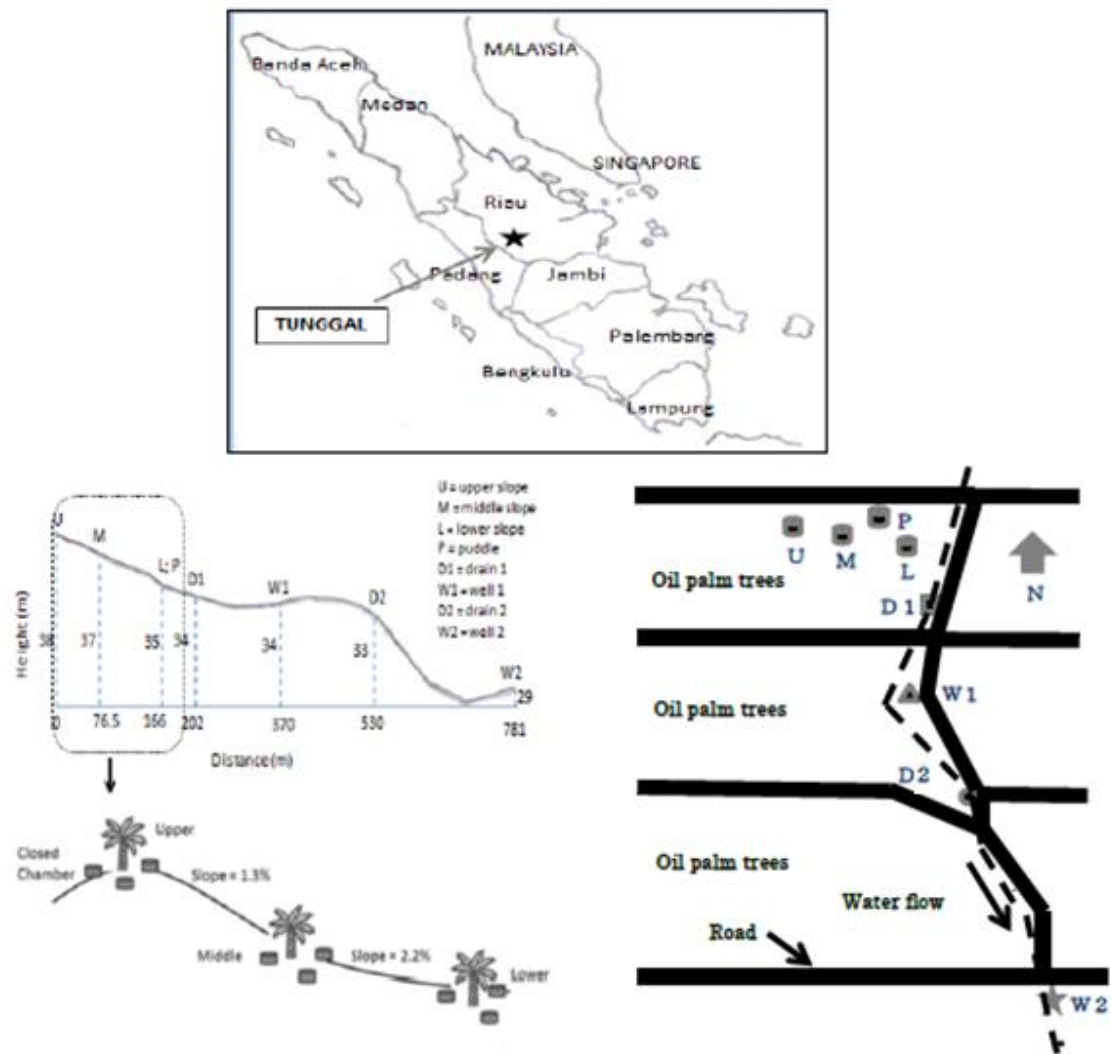 MALAYSIA
Banda Aceh
Medan
SINGAPORE
Riau
Padang
Jambi
TUNGGAL
Palembang
Bengkulu
Lampung
U = upper slope
M = middle slope
L = lower slope
P = puddle
D1 = drain 1
W1 = well 1
D2 = drain 2
W2 = well 2
U
M
L; P
D1
W1
D2
W2
Height (m)
38
37
35
34
34
33
29
0
76.5
166
202
370
530
781
Distance (m)
Upper
Closed
Chamber
Slope = 1.3%
Middle
Slope = 2.2%
Lower
P
U
M
L
N
Oil palm trees
D 1
Oil palm trees
W 1
D 2
Oil palm trees
Water flow
Road
W 2